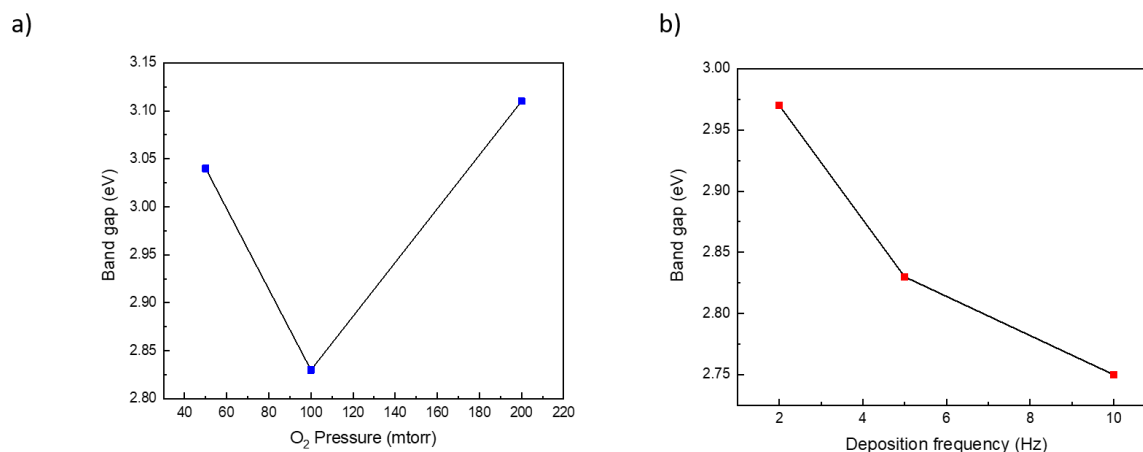 a)
3.15
3.10
3.05
3.00
2.95
2.90
2.85
2.80
Band gap (eV)
40 60 80 100 120 140 160 180 200 220
O₂ Pressure (mtorr)
b)
3.00
2.95
2.90
2.85
2.80
2.75
Band gap (eV)
2 4 6 8 10
Deposition frequency (Hz)